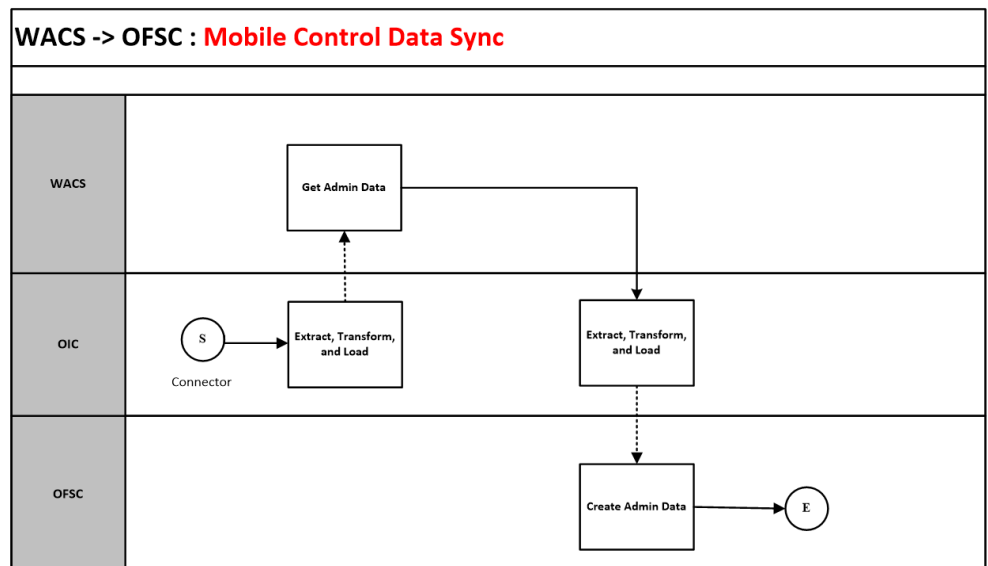 WACS -> OFSC : Mobile Control Data Sync
WACS
Get Admin Data
OIC
S
Connector
Extract, Transform,
and Load
Extract, Transform,
and Load
OFSC
Create Admin Data
E